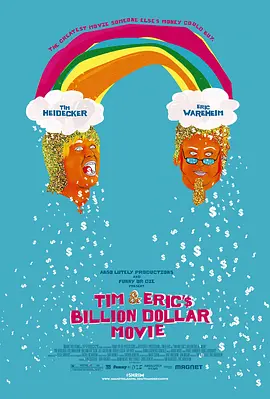 THE GREATEST MOVIE SOMEONE ELSE'S MONEY COULD BUY.
TIM
HEIDECKER
ERIC
WAREHEIM
ABSO LUTELY PRODUCTIONS
AND
FUNNY OR DIE
PRESENT
TIM & ERIC'S
BILLION DOLLAR
MOVIE
#SHRIM
MAGNET